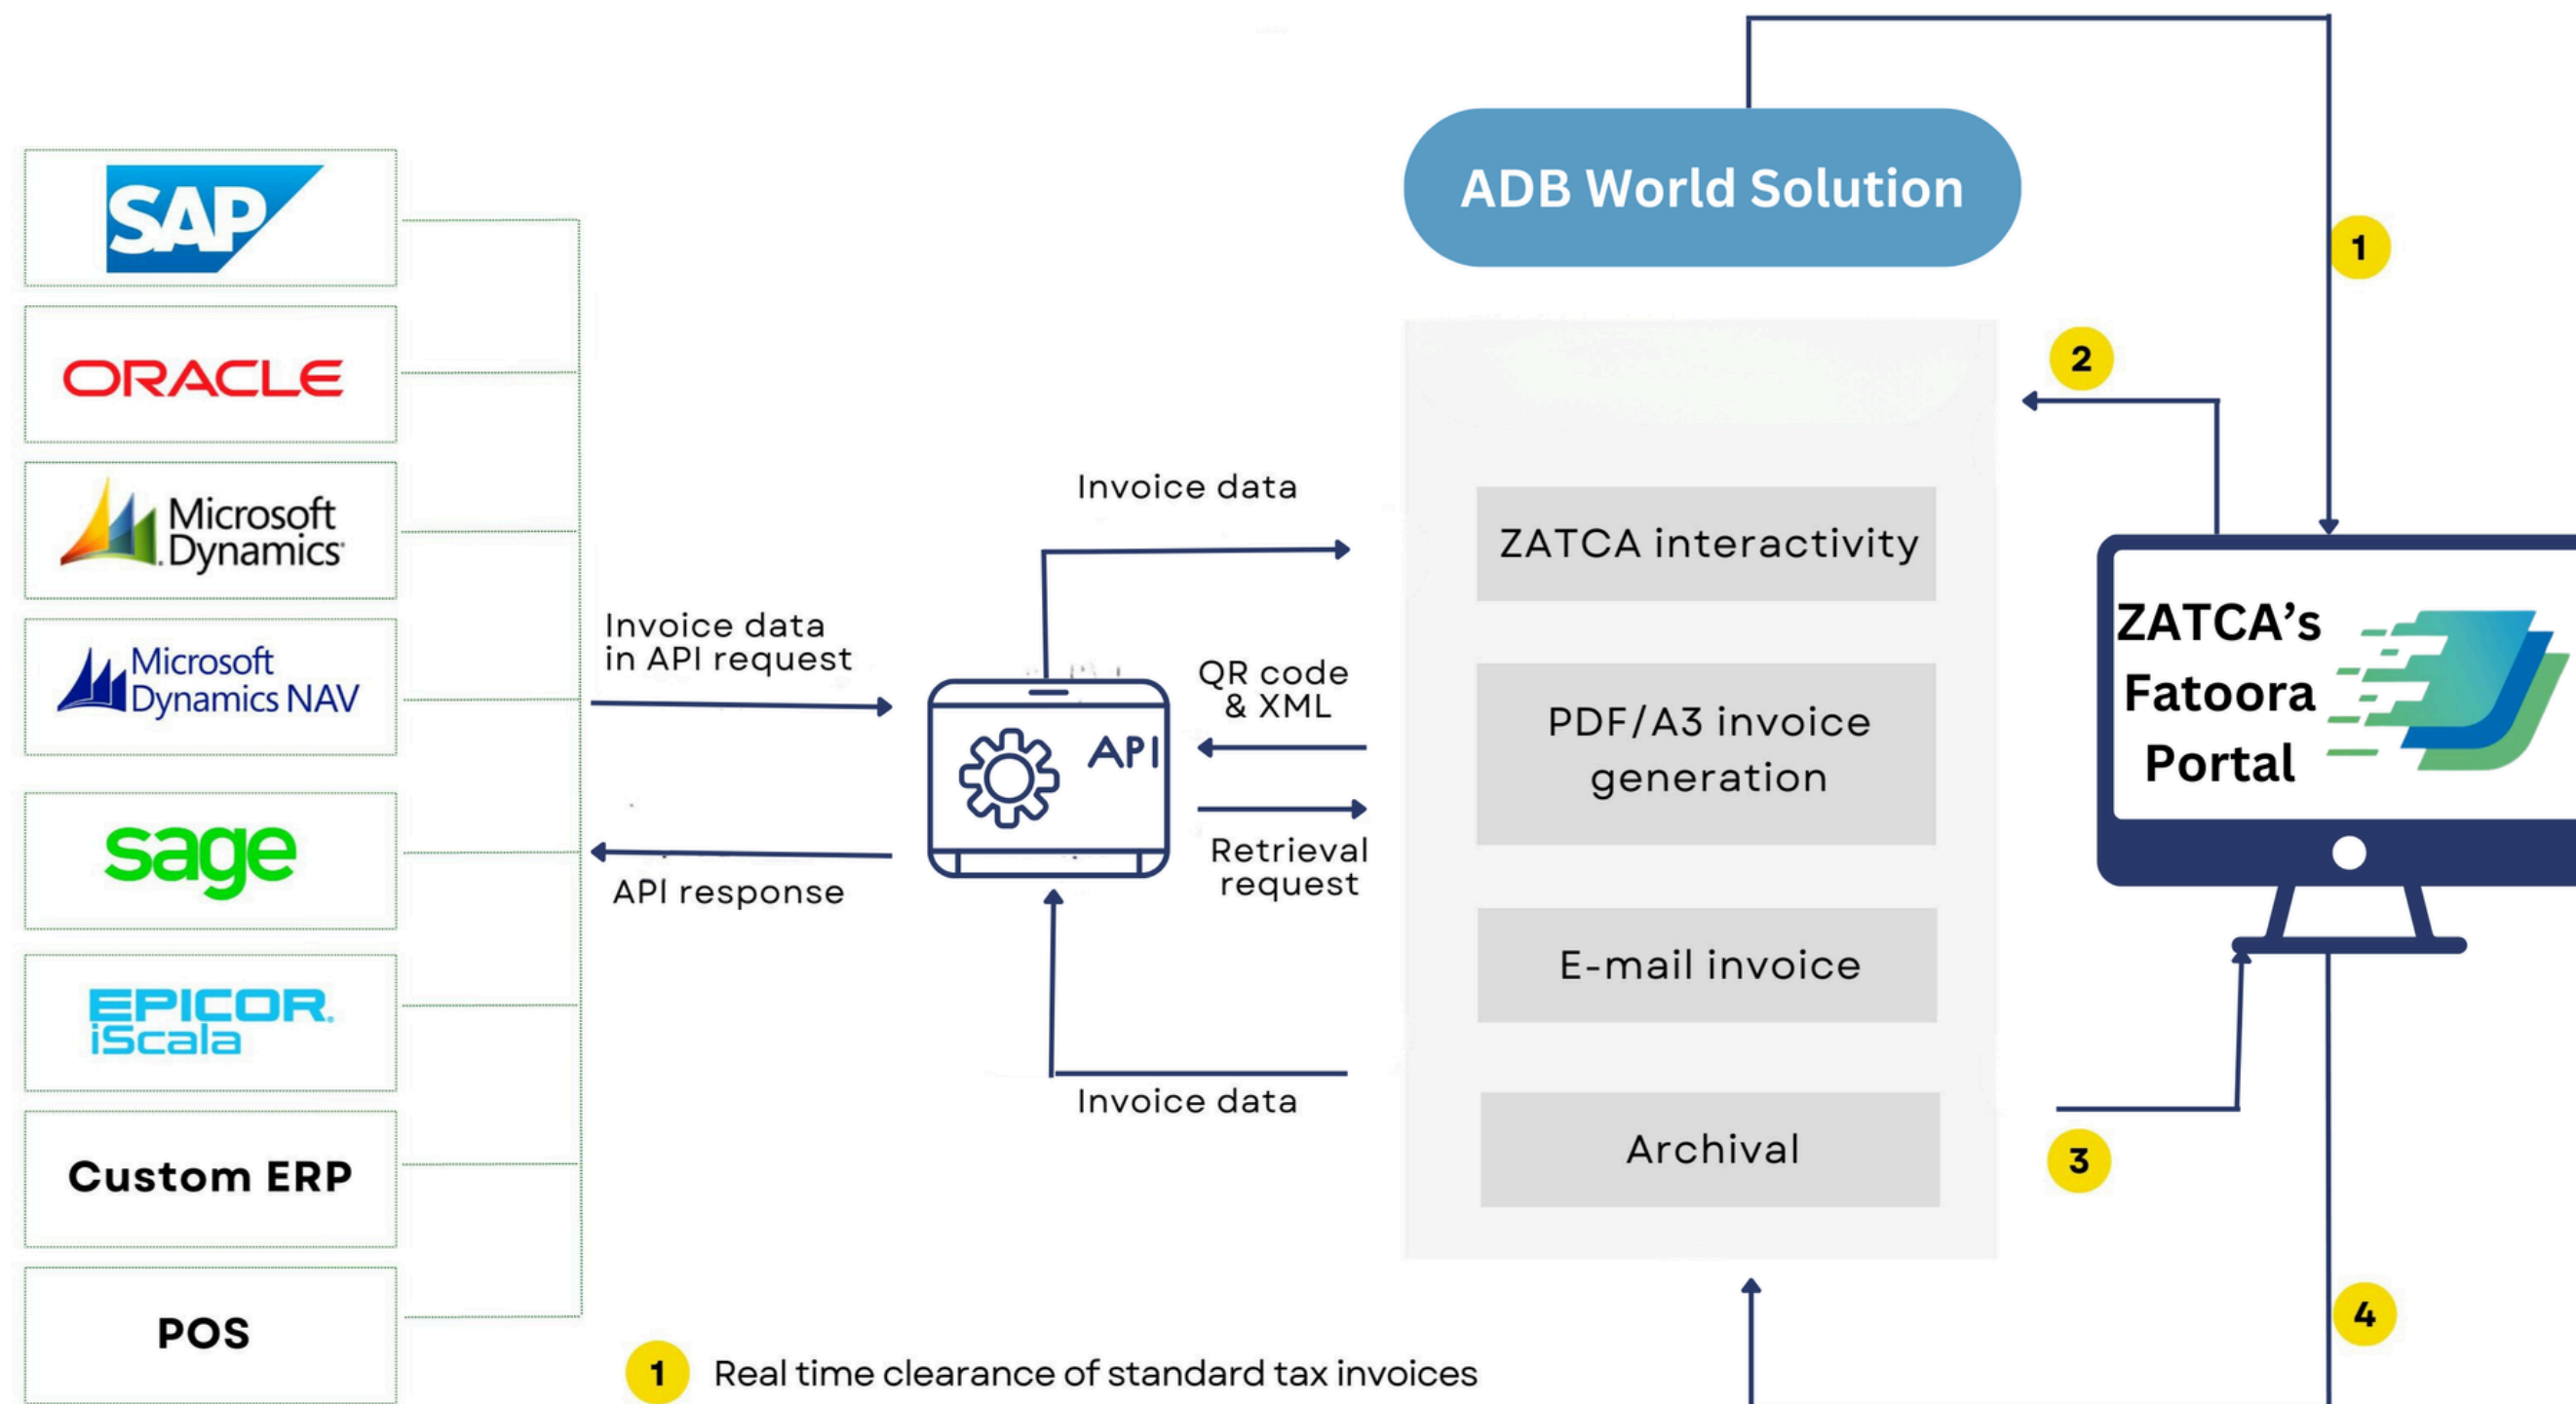 SAP
ORACLE
Microsoft
Dynamics
Microsoft
Dynamics NAV
sage
EPICOR
iScala
Custom ERP
POS
Invoice data
in API request
API response
API
Invoice data
QR code
& XML
Retrieval
request
Invoice data
ADB World Solution
ZATCA interactivity
PDF/A3 invoice
generation
E-mail invoice
Archival
1
2
ZATCA’s
Fatoora
Portal
3
4
1 Real time clearance of standard tax invoices